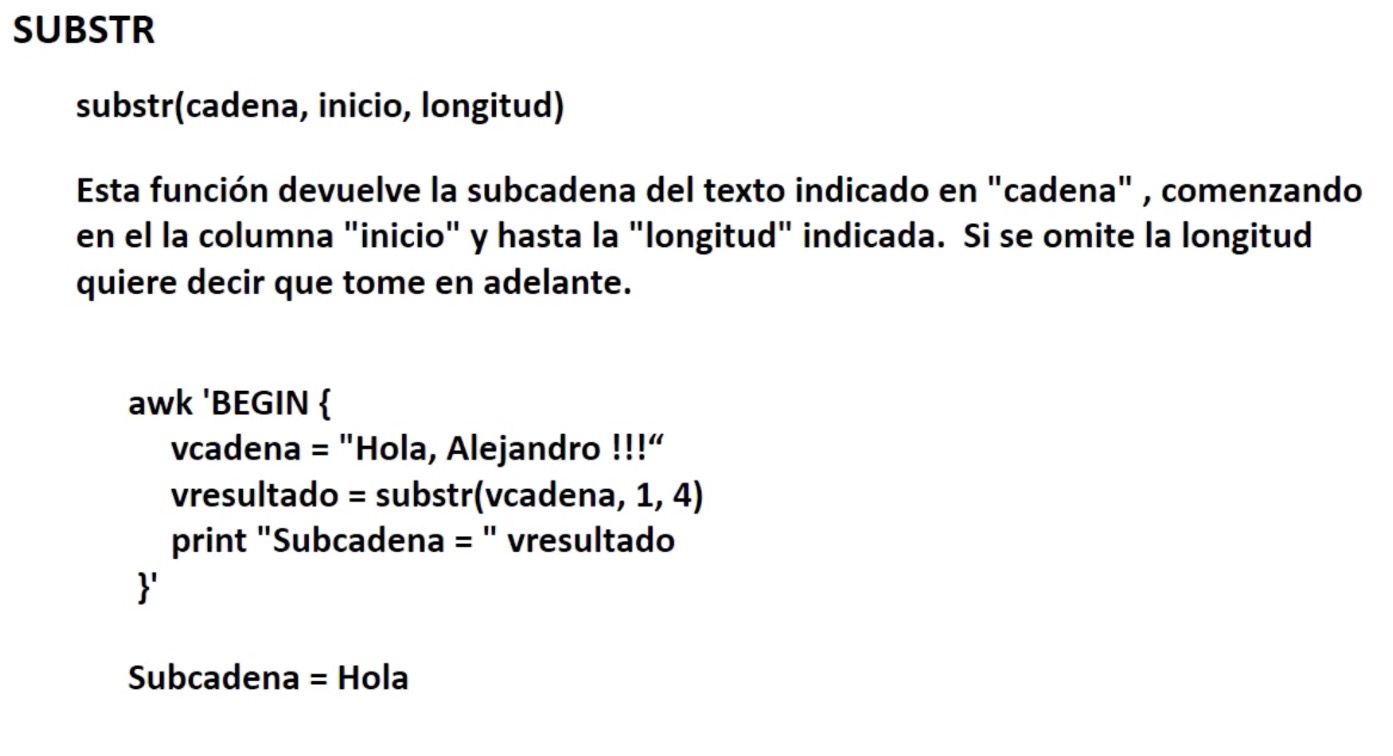 SUBSTR
substr(cadena, inicio, longitud)
Esta función devuelve la subcadena del texto indicado en "cadena" , comenzando
en el la columna "inicio" y hasta la "longitud" indicada.  Si se omite la longitud
quiere decir que tome en adelante.
awk 'BEGIN {
vcadena = "Hola, Alejandro !!!“
vresultado = substr(vcadena, 1, 4)
print "Subcadena = " vresultado
}'
Subcadena = Hola